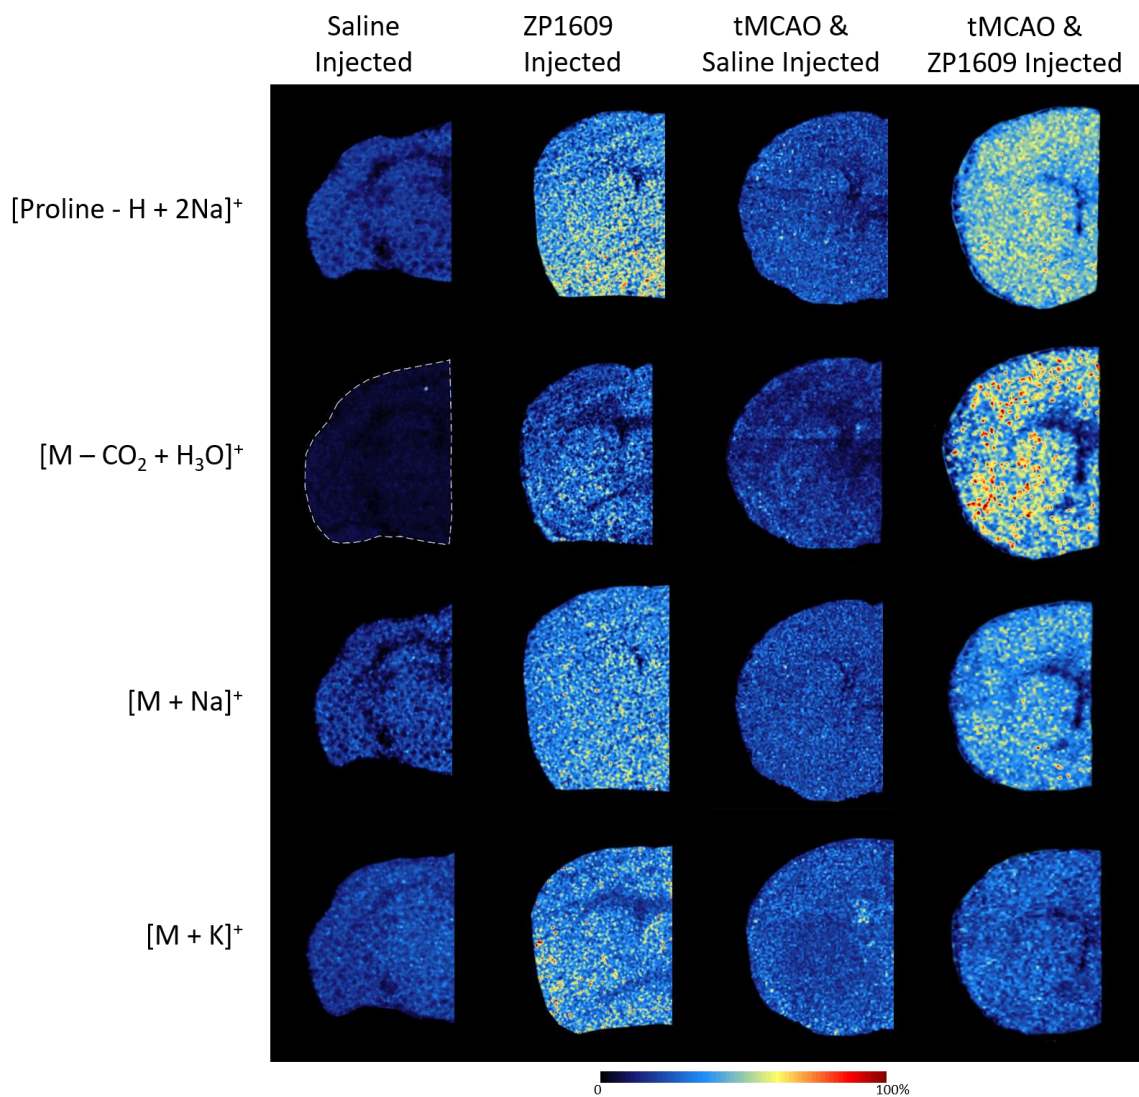 Saline
Injected
ZP1609
Injected
tMCAO &
Saline Injected
tMCAO &
ZP1609 Injected
[Proline - H + 2Na]⁺
[M – CO₂ + H₃O]⁺
[M + Na]⁺
[M + K]⁺
0
100%